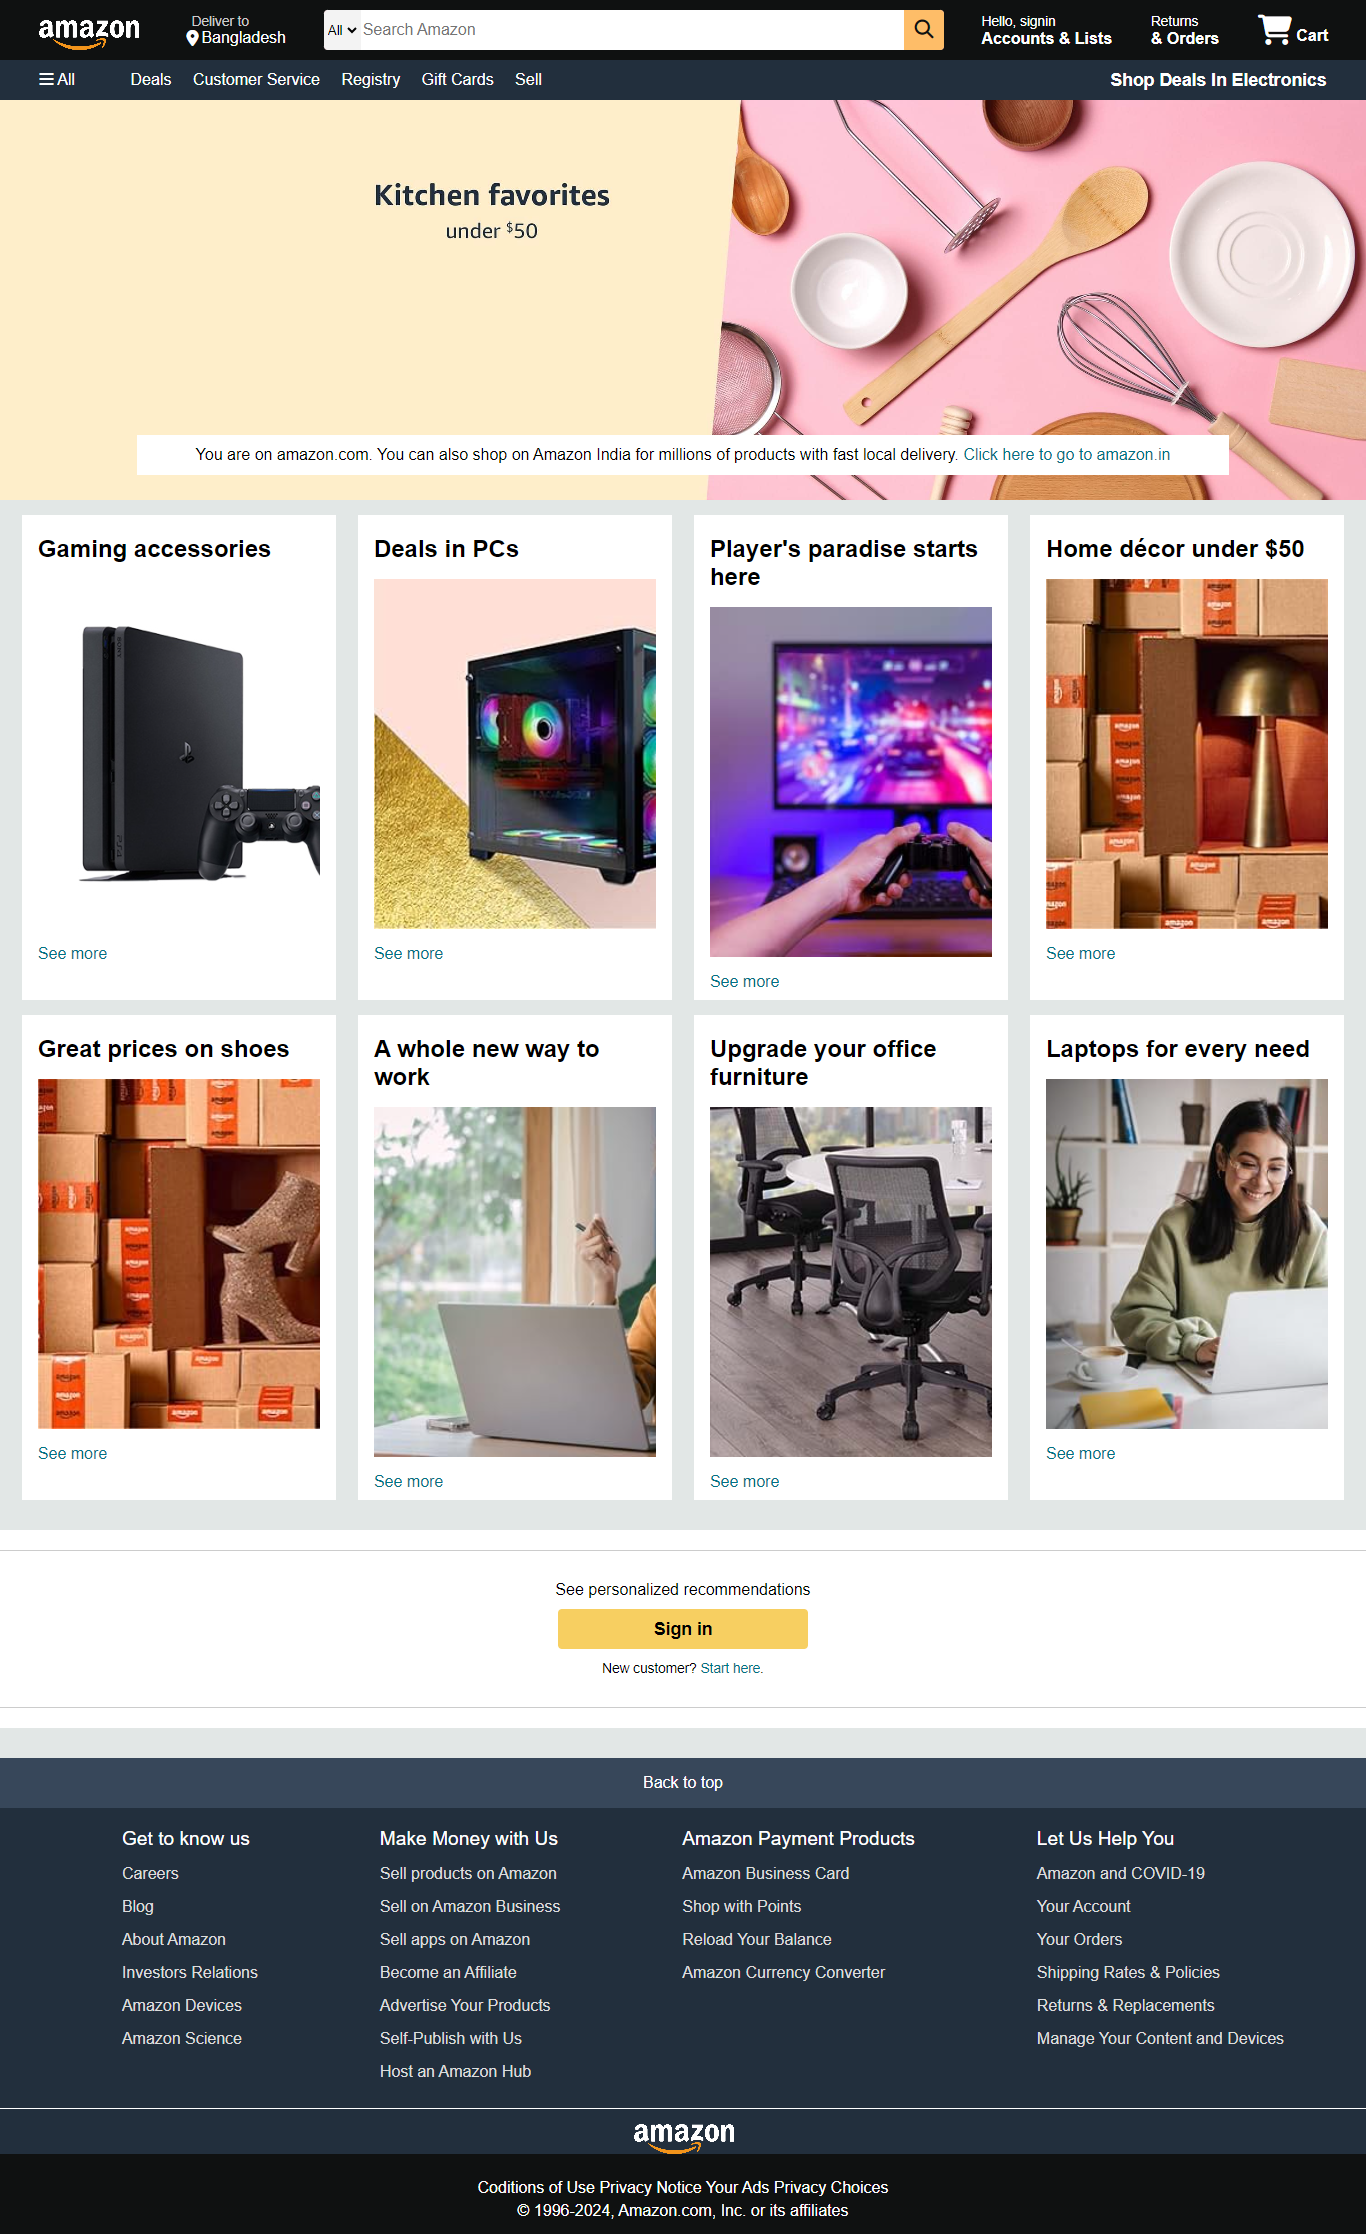 amazon
Deliver to
Bangladesh
All
Search Amazon
Hello, signin
Accounts & Lists
Returns
& Orders
Cart
All
Deals
Customer Service
Registry
Gift Cards
Sell
Shop Deals In Electronics
Kitchen favorites
under $50
You are on amazon.com. You can also shop on Amazon India for millions of products with fast local delivery. Click here to go to amazon.in
Gaming accessories
See more
Deals in PCs
See more
Player's paradise starts
here
See more
Home décor under $50
See more
Great prices on shoes
See more
A whole new way to
work
See more
Upgrade your office
furniture
See more
Laptops for every need
See more
See personalized recommendations
Sign in
New customer? Start here.
Back to top
Get to know us
Careers
Blog
About Amazon
Investors Relations
Amazon Devices
Amazon Science
Make Money with Us
Sell products on Amazon
Sell on Amazon Business
Sell apps on Amazon
Become an Affiliate
Advertise Your Products
Self-Publish with Us
Host an Amazon Hub
Amazon Payment Products
Amazon Business Card
Shop with Points
Reload Your Balance
Amazon Currency Converter
Let Us Help You
Amazon and COVID-19
Your Account
Your Orders
Shipping Rates & Policies
Returns & Replacements
Manage Your Content and Devices
amazon
Coditions of Use Privacy Notice Your Ads Privacy Choices
© 1996-2024, Amazon.com, Inc. or its affiliates